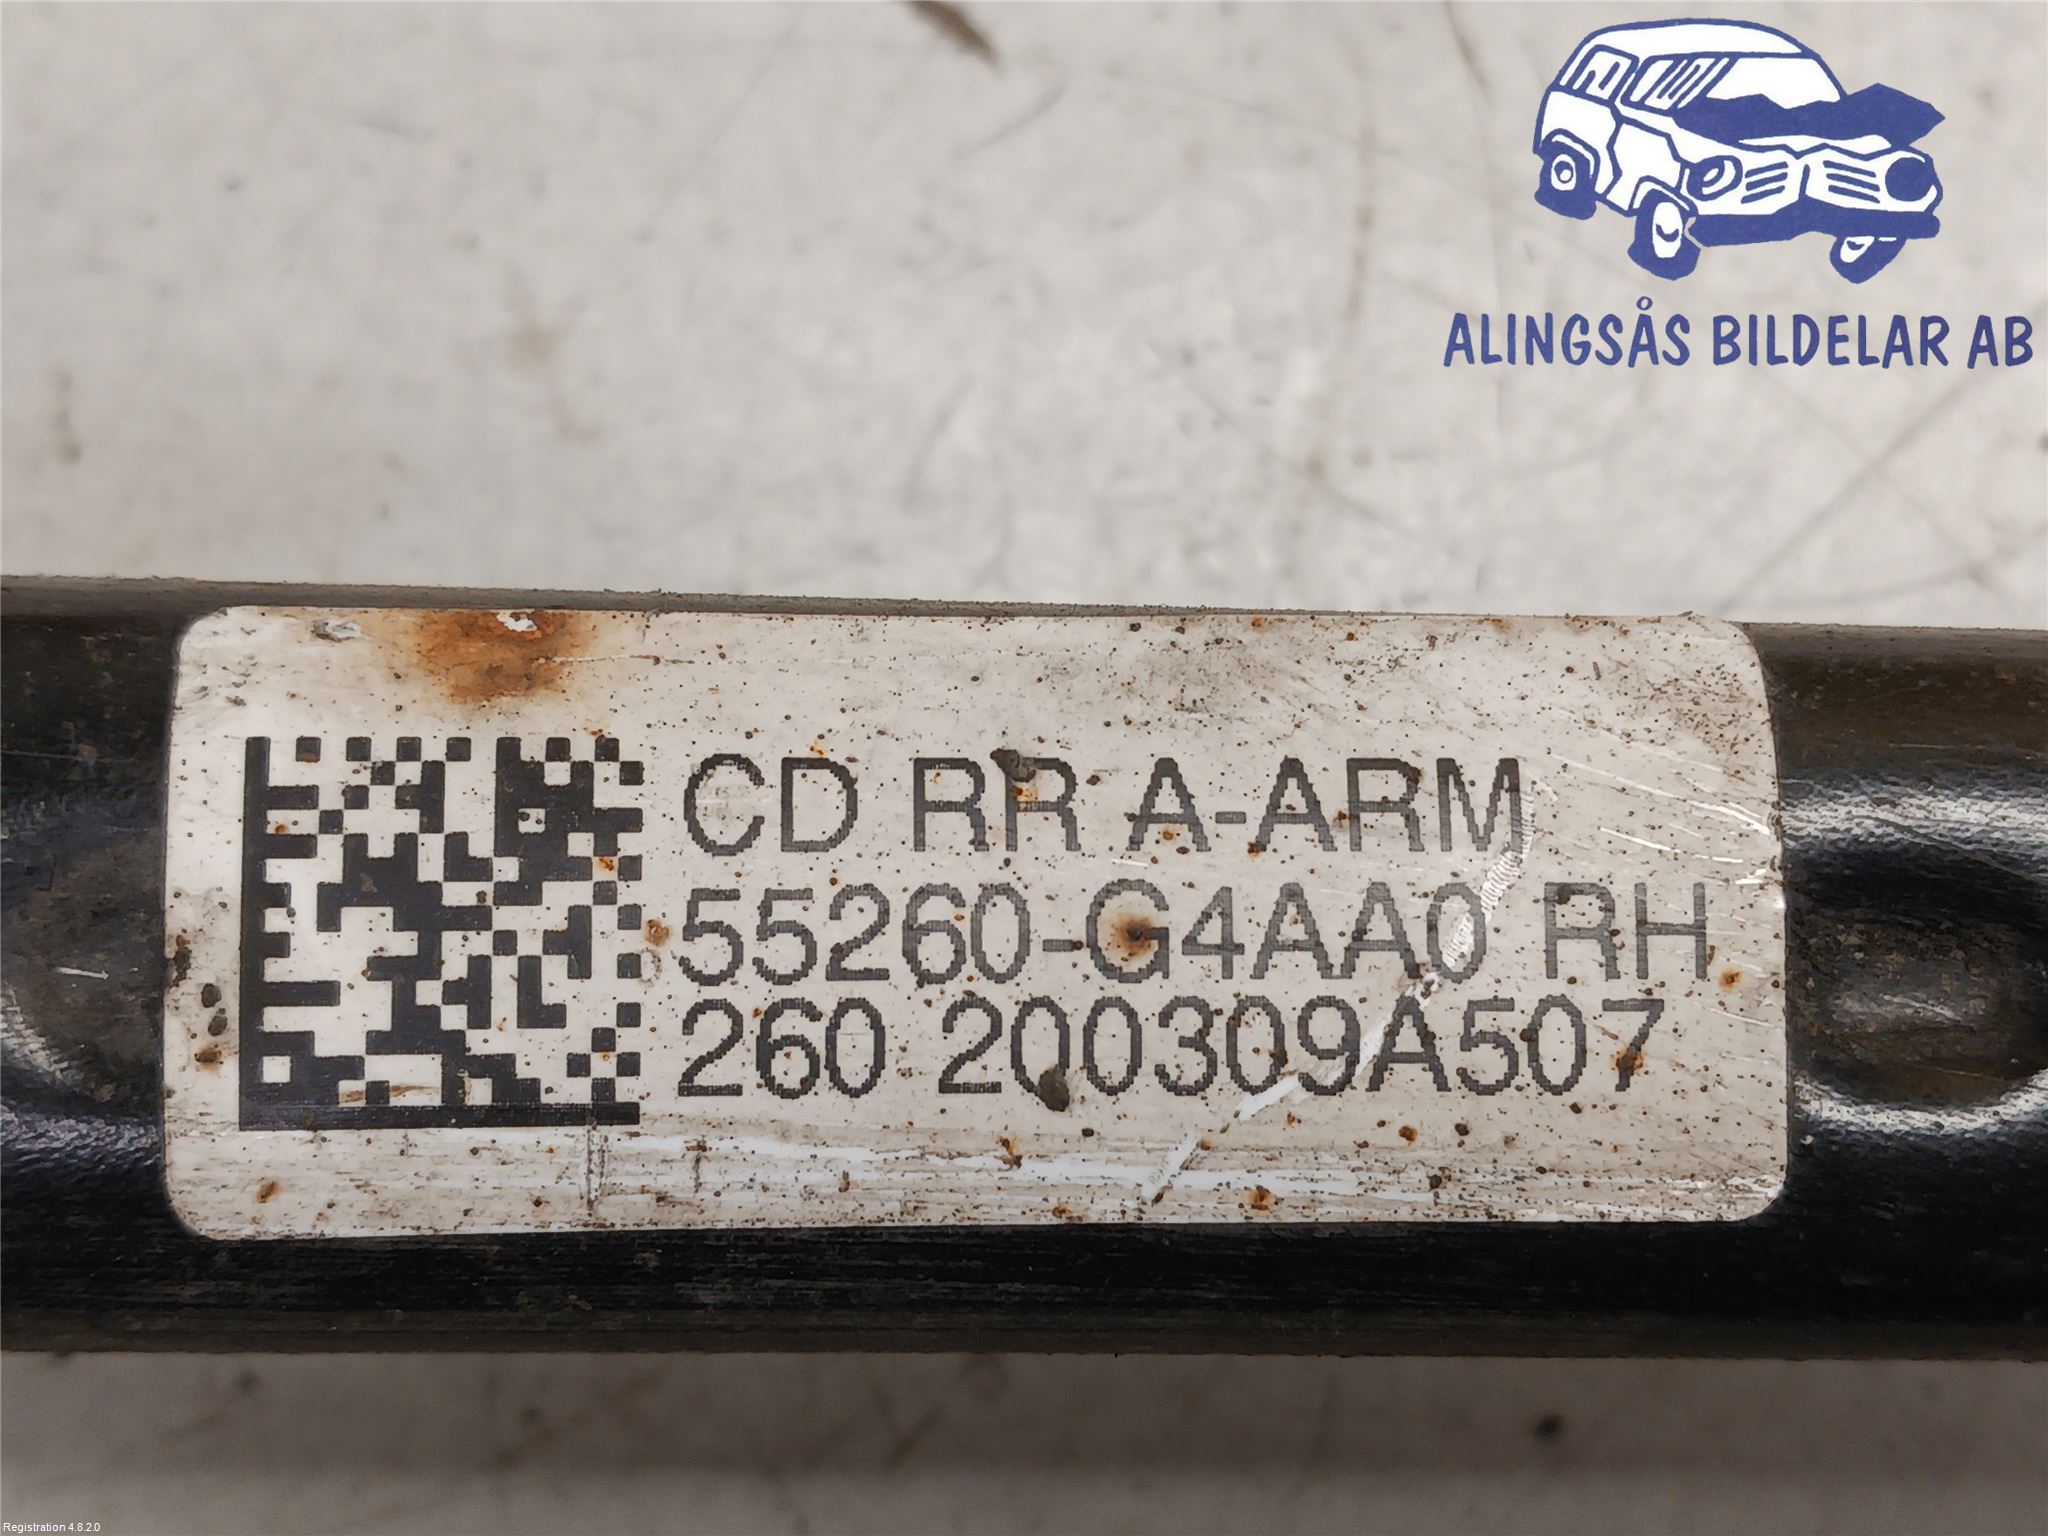 ALINGSÅS BILDELAR AB
CD RR A-ARM
55260-G4AA0 RH
260 200309A507
Registration 4.8.2.0